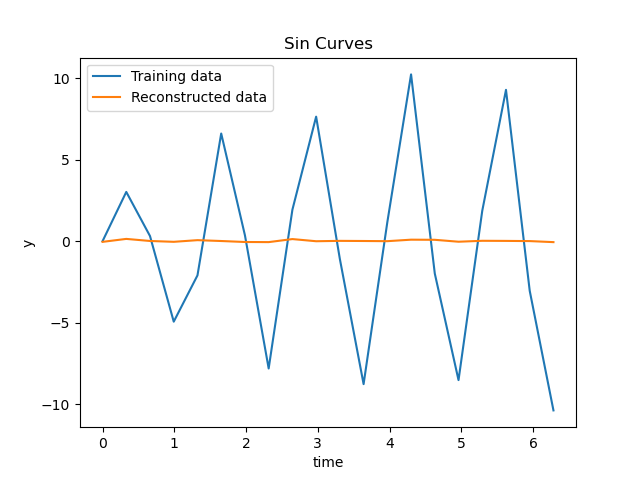 Sin Curves
Training data
Reconstructed data
10
5
0
−5
−10
y
0 1 2 3 4 5 6
time